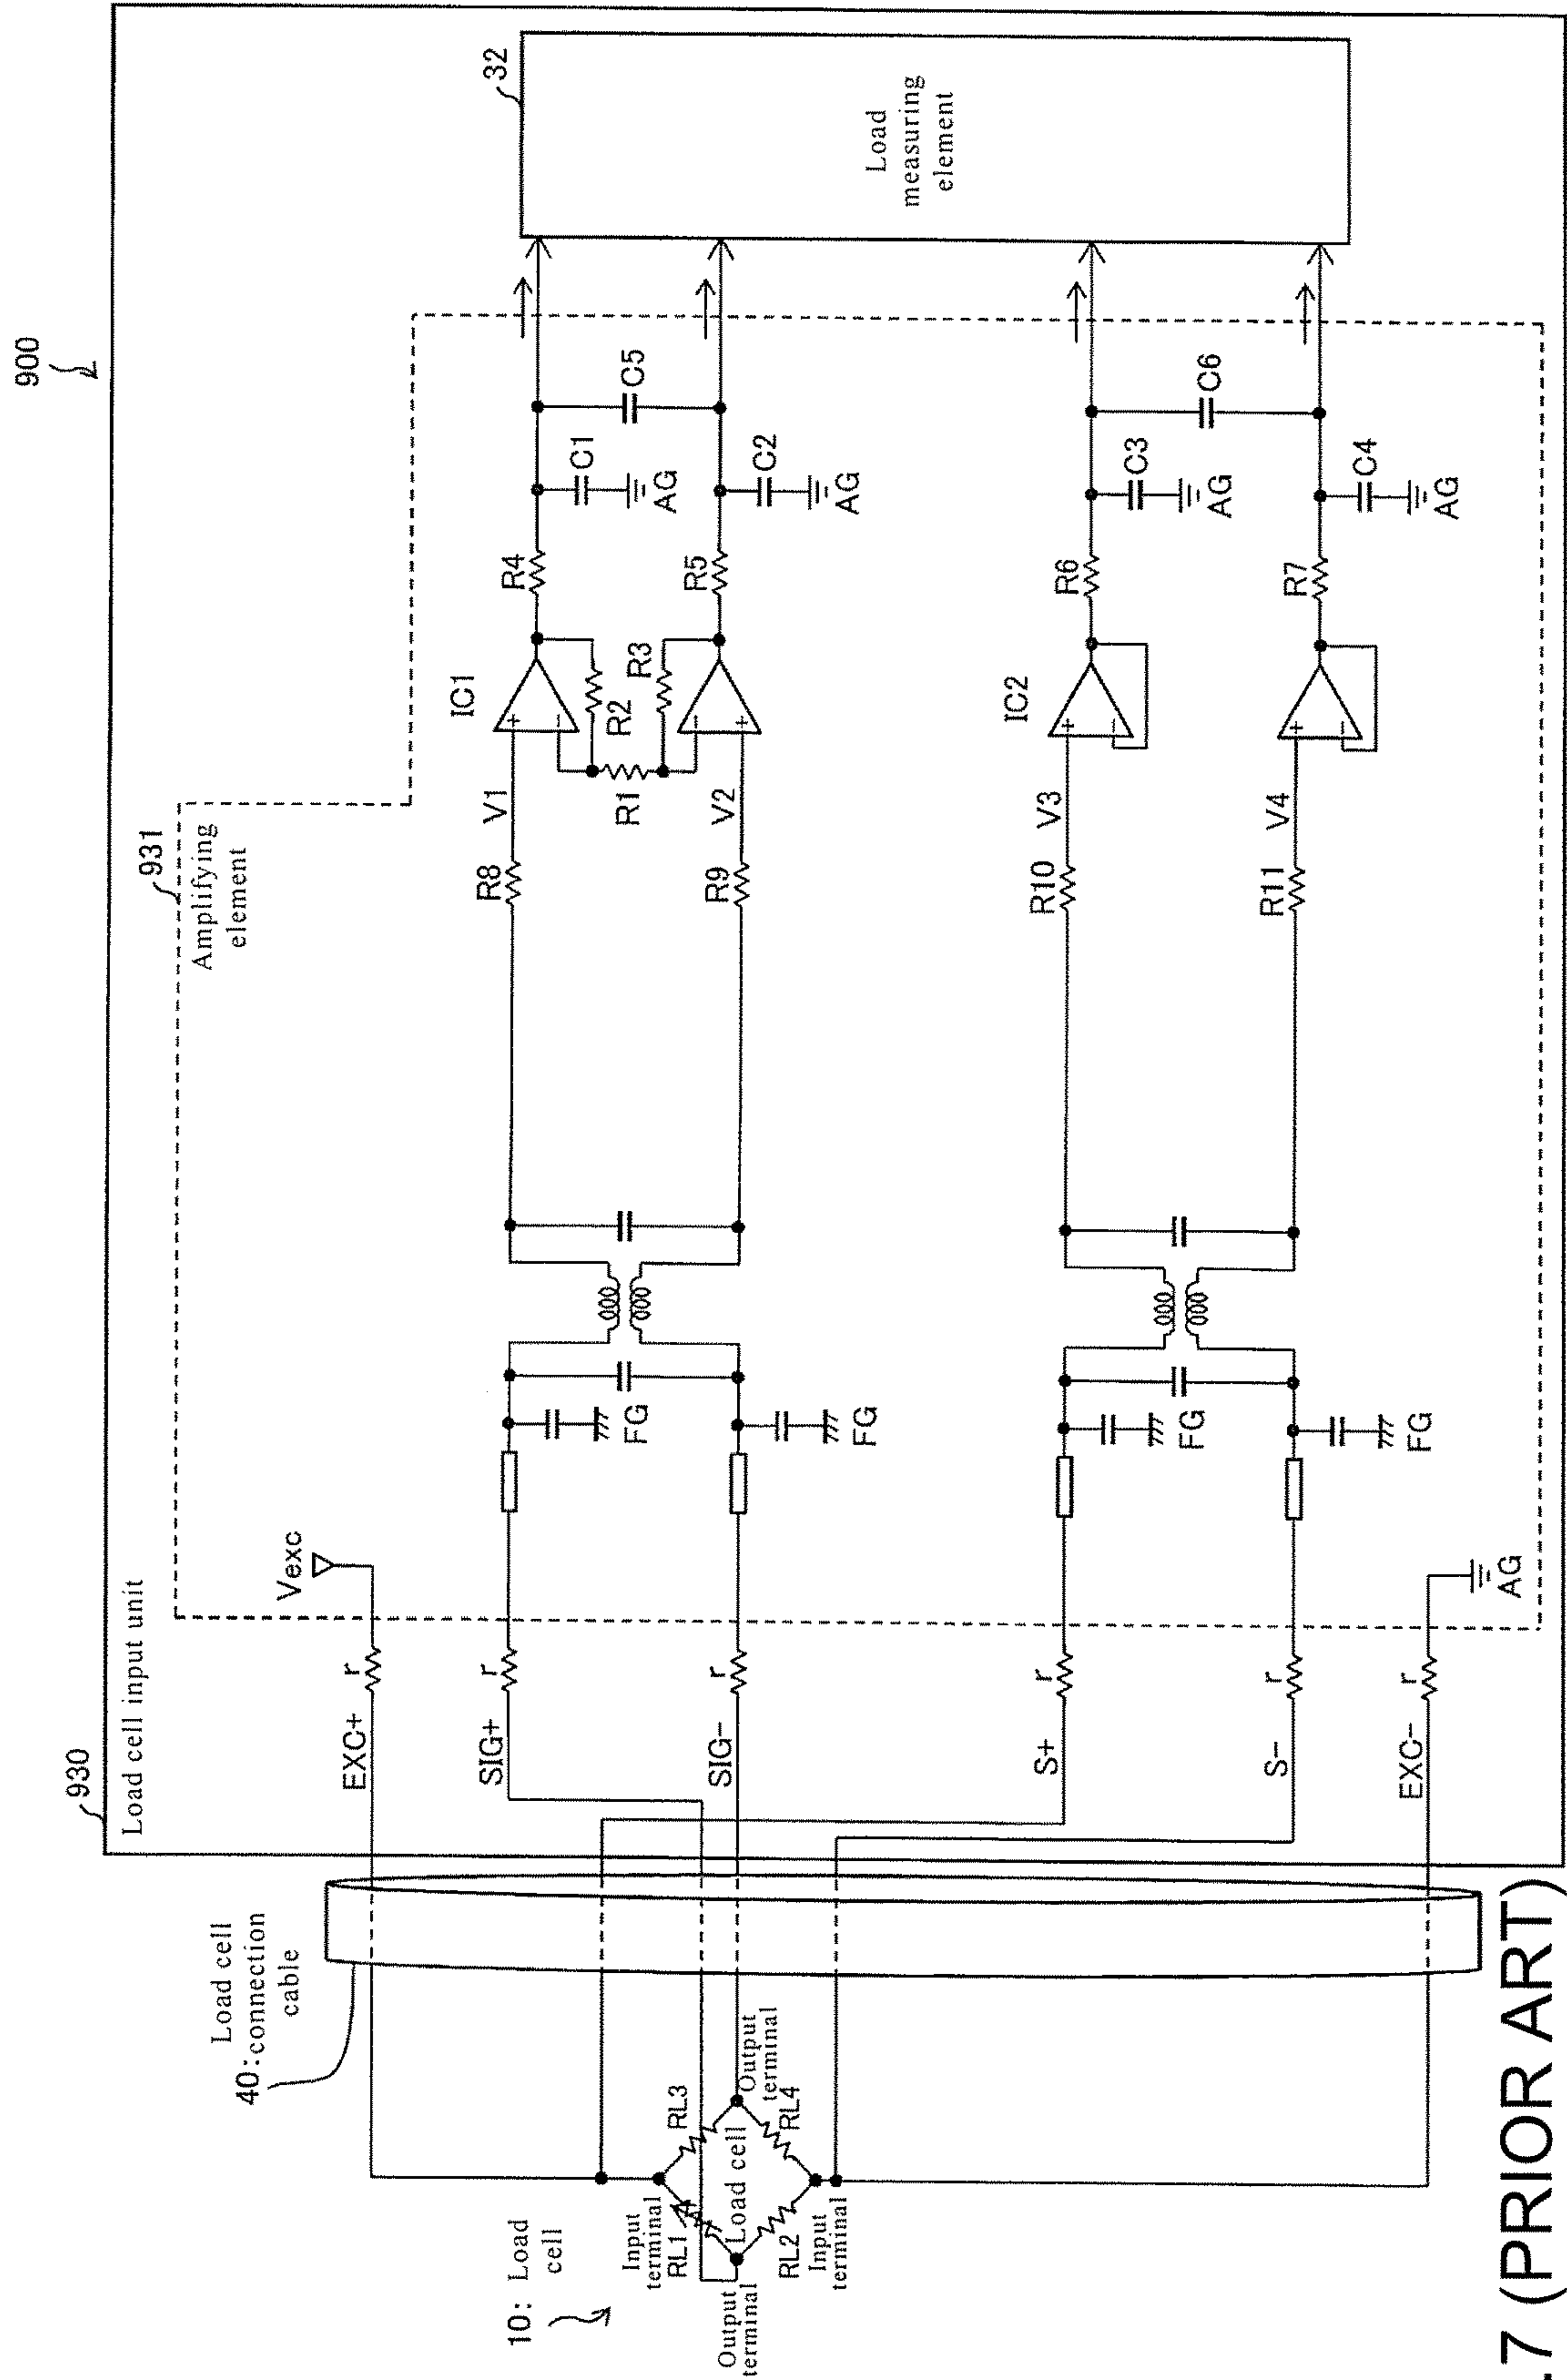 900
930
Load cell input unit
931
Amplifying
element
32
Load
measuring
element
Load cell
40:connection
cable
10: Load
cell
Input
terminal
Output
terminal
Input
terminal
Output
terminal
Load cell
RL1
RL2
RL3
RL4
EXC+
r
Vexc
SIG+
r
FG
R8
V1
IC1
R4
C1
AG
C5
R2
R1
R3
SIG-
r
FG
R9
V2
R5
C2
AG
S+
r
FG
R10
V3
IC2
R6
C3
AG
C6
S-
r
FG
R11
V4
R7
C4
AG
EXC-
r
AG
.7 (PRIOR ART)